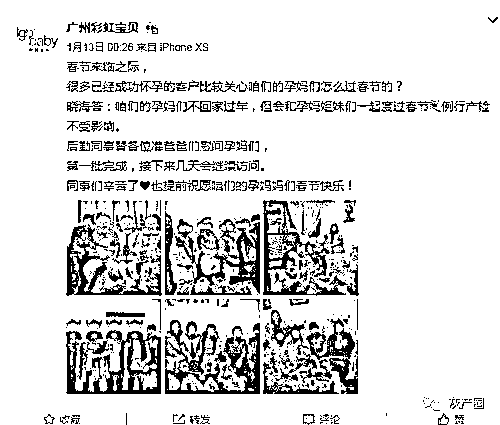 lgbt baby
广州彩虹宝贝
1月13日 00:26 来自 iPhone XS
春节来临之际，
很多已经成功怀孕的客户比较关心咱们的孕妈们怎么过春节的？
晓海答：咱们的孕妈们不回家过年，但会和孕妈姐妹们一起度过春节，例行产检
不受影响。
后勤同事替各位准爸爸们慰问孕妈们，
第一批完成，接下来几天会继续访问。
同事们辛苦了♥也提前祝愿咱们的孕妈妈们春节快乐！
收藏
转发
评论
赞
灰产圈